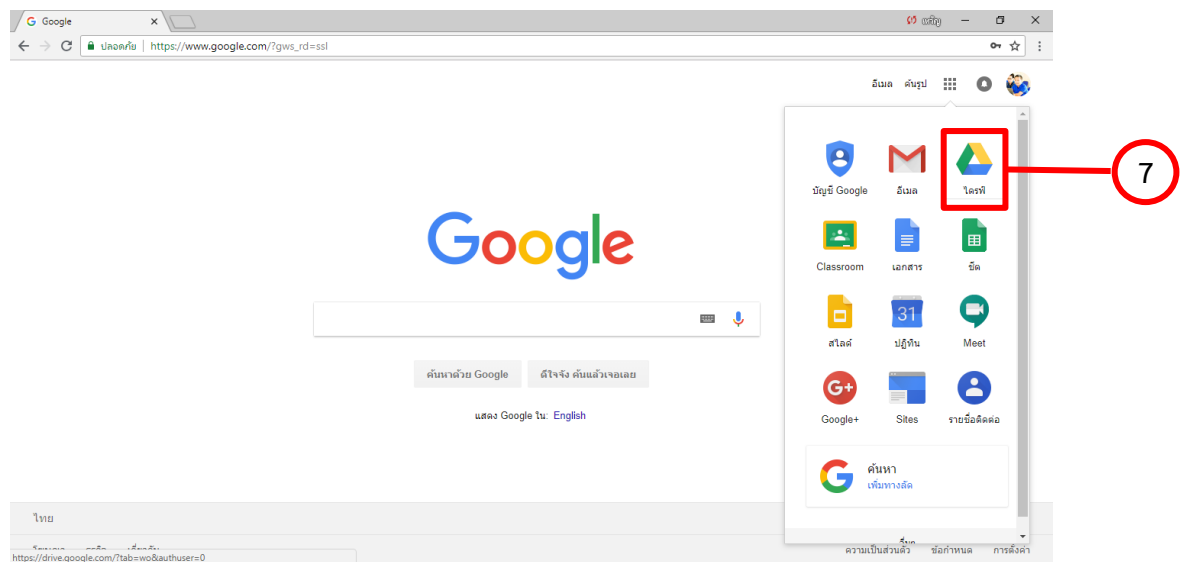 Google
ปลอดภัย | https://www.google.com/?gws_rd=ssl
อีเมล ค้นรูป
บัญชี Google อีเมล ไดรฟ์
7
Classroom เอกสาร ชีต
31
สไลด์ ปฏิทิน Meet
G+
Google+ Sites รายชื่อติดต่อ
Google
ค้นหาด้วย Google ดีใจจัง ค้นแล้วเจอเลย
แสดง Google ใน: English
ค้นหา
เพิ่มทางลัด
ไทย
https://drive.google.com/?tab=wo&authuser=0
ความเป็นส่วนตัว ข้อกำหนด การตั้งค่า